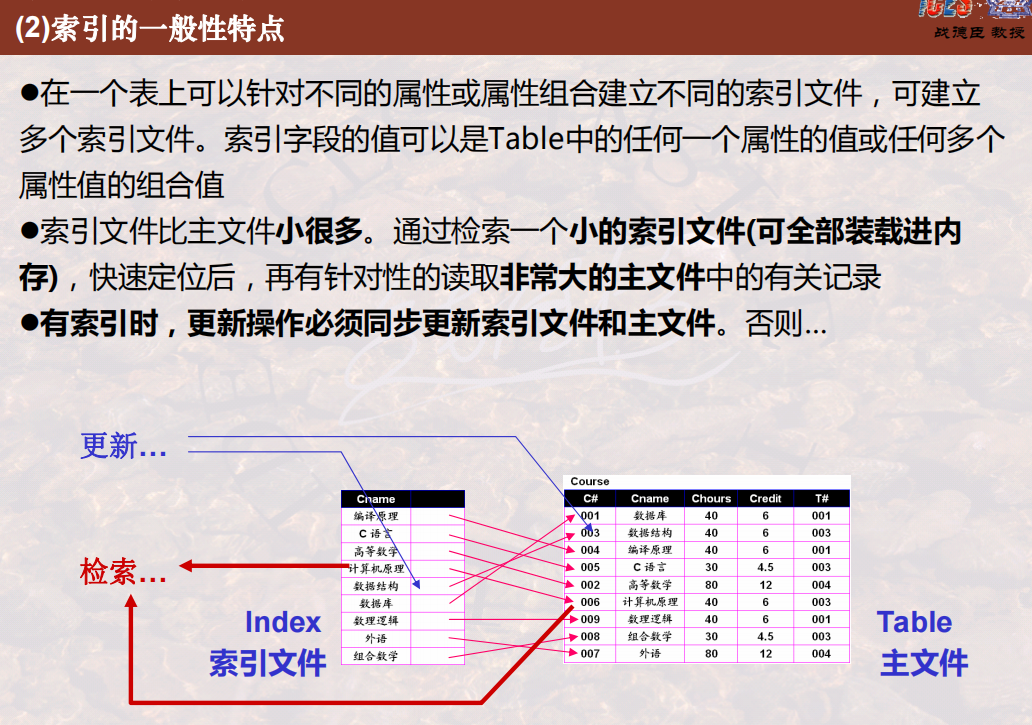 (2)索引的一般性特点
战德臣 教授
●在一个表上可以针对不同的属性或属性组合建立不同的索引文件，可建立
多个索引文件。索引字段的值可以是Table中的任何一个属性的值或任何多个
属性值的组合值
●索引文件比主文件小很多。通过检索一个小的索引文件(可全部装载进内
存)，快速定位后，再有针对性的读取非常大的主文件中的有关记录
●有索引时，更新操作必须同步更新索引文件和主文件。否则...
更新...
检索...
Cname
编译原理
C 语言
高等数学
计算机原理
数据结构
数据库
数理逻辑
外语
组合数学
Index
索引文件
Course
C# Cname Chours Credit T#
001 数据库 40 6 001
003 数据结构 40 6 003
004 编译原理 40 6 001
005 C 语言 30 4.5 003
002 高等数学 80 12 004
006 计算机原理 40 6 003
009 数理逻辑 40 6 001
008 组合数学 30 4.5 003
007 外语 80 12 004
Table
主文件